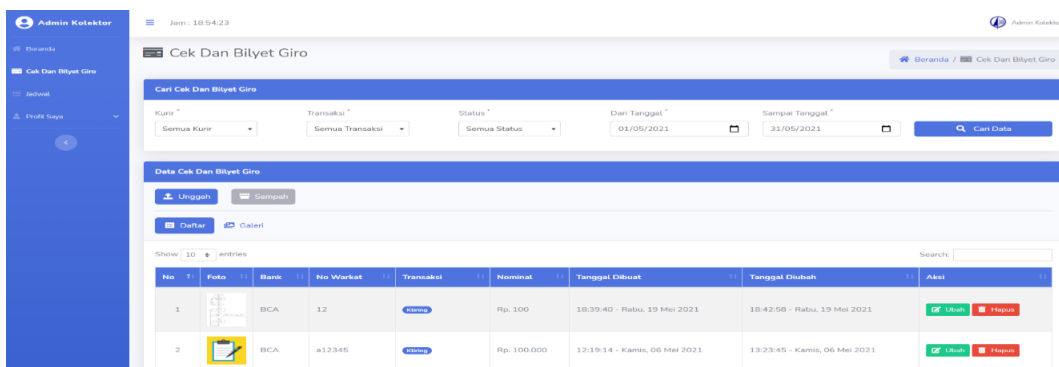 Admin Kolektor
Jam : 18:54:23
Admin Kolekto
Beranda
Cek Dan Bilyet Giro
Jadwal
Profil Saya
Cek Dan Bilyet Giro
Beranda / Cek Dan Bilyet Giro
Cari Cek Dan Bilyet Giro
Kurir * Transaksi * Status * Dari Tanggal * Sampai Tanggal *
Semua Kurir Semua Transaksi Semua Status 01/05/2021 31/05/2021 Cari Data
Data Cek Dan Bilyet Giro
Unggah Sampah
Daftar Galeri
Show 10 entries Search:
No Foto Bank No Warkat Transaksi Nominal Tanggal Dibuat Tanggal Diubah Aksi
1 BCA 12 Kliring Rp. 100 18:39:40 - Rabu, 19 Mei 2021 18:42:58 - Rabu, 19 Mei 2021 Ubah Hapus
2 BCA a12345 Kliring Rp. 100.000 12:19:14 - Kamis, 06 Mei 2021 13:23:45 - Kamis, 06 Mei 2021 Ubah Hapus